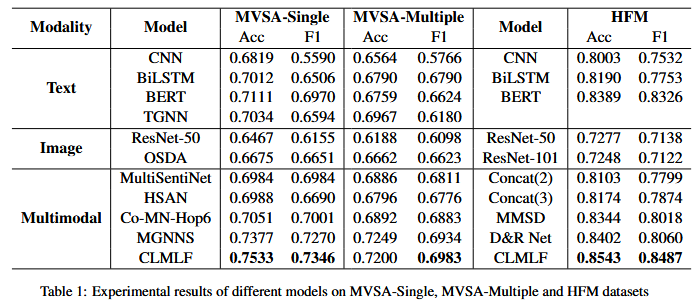 Modality Model MVSA-Single MVSA-Multiple Model HFM
Acc F1 Acc F1 Acc F1
Text CNN 0.6819 0.5590 0.6564 0.5766 CNN 0.8003 0.7532
BiLSTM 0.7012 0.6506 0.6790 0.6790 BiLSTM 0.8190 0.7753
BERT 0.7111 0.6970 0.6759 0.6624 BERT 0.8389 0.8326
TGNN 0.7034 0.6594 0.6967 0.6180
Image ResNet-50 0.6467 0.6155 0.6188 0.6098 ResNet-50 0.7277 0.7138
OSDA 0.6675 0.6651 0.6662 0.6623 ResNet-101 0.7248 0.7122
Multimodal MultiSentiNet 0.6984 0.6984 0.6886 0.6811 Concat(2) 0.8103 0.7799
HSAN 0.6988 0.6690 0.6796 0.6776 Concat(3) 0.8174 0.7874
Co-MN-Hop6 0.7051 0.7001 0.6892 0.6883 MMSD 0.8344 0.8018
MGNNS 0.7377 0.7270 0.7249 0.6934 D&R Net 0.8402 0.8060
CLMLF 0.7533 0.7346 0.7200 0.6983 CLMLF 0.8543 0.8487
Table 1: Experimental results of different models on MVSA-Single, MVSA-Multiple and HFM datasets